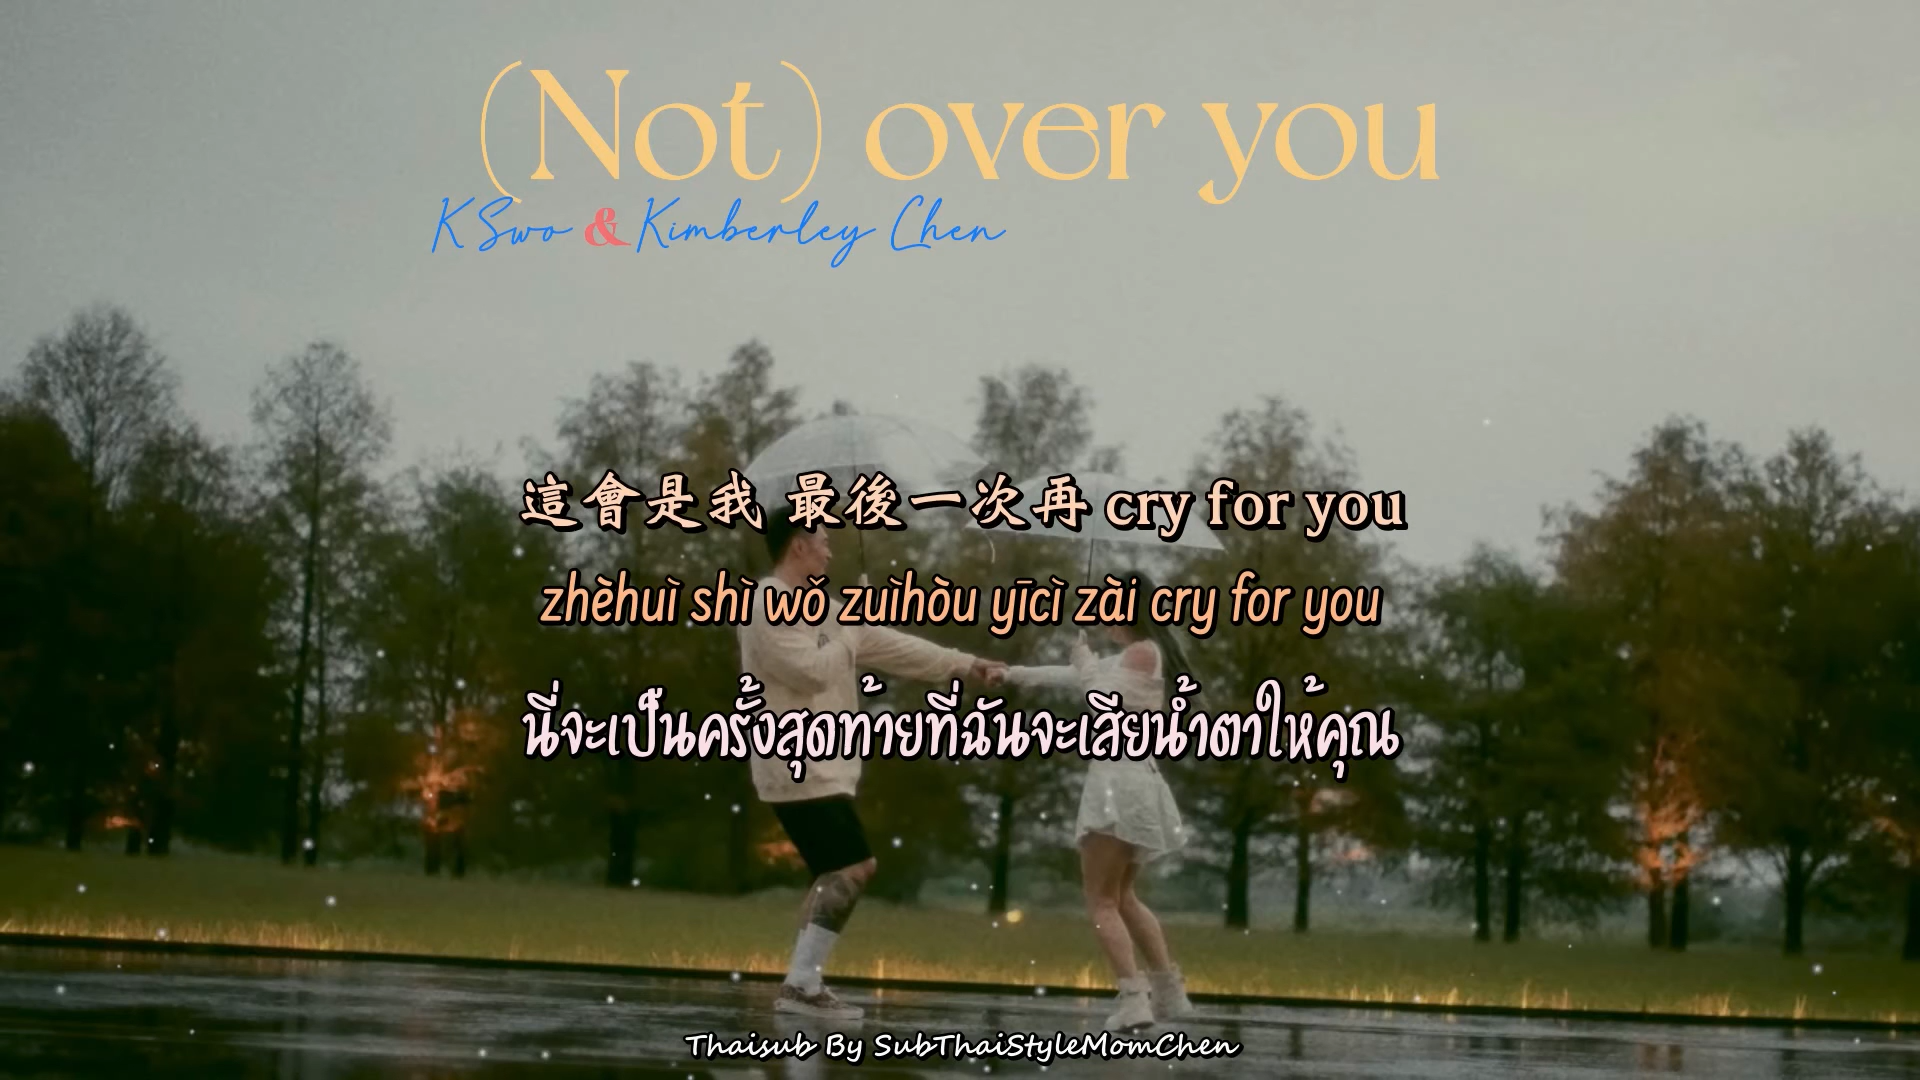 (Not) over you
KSwo & Kimberley Chen
這會是我 最後一次再 cry for you
zhèhuì shì wǒ zuìhòu yīcì zài cry for you
นี่จะเป็นครั้งสุดท้ายที่ฉันจะเสียน้ำตาให้คุณ
Thaisub By SubThaiStyleMomChen